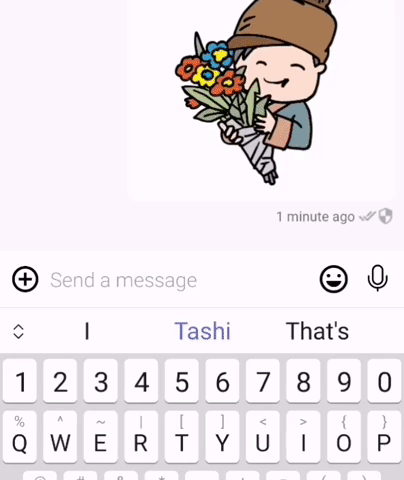 1 minute ago
Send a message
I Tashi That's
1 2 3 4 5 6 7 8 9 0
% ^ ~ | [ ] < > { }
Q W E R T Y U I O P